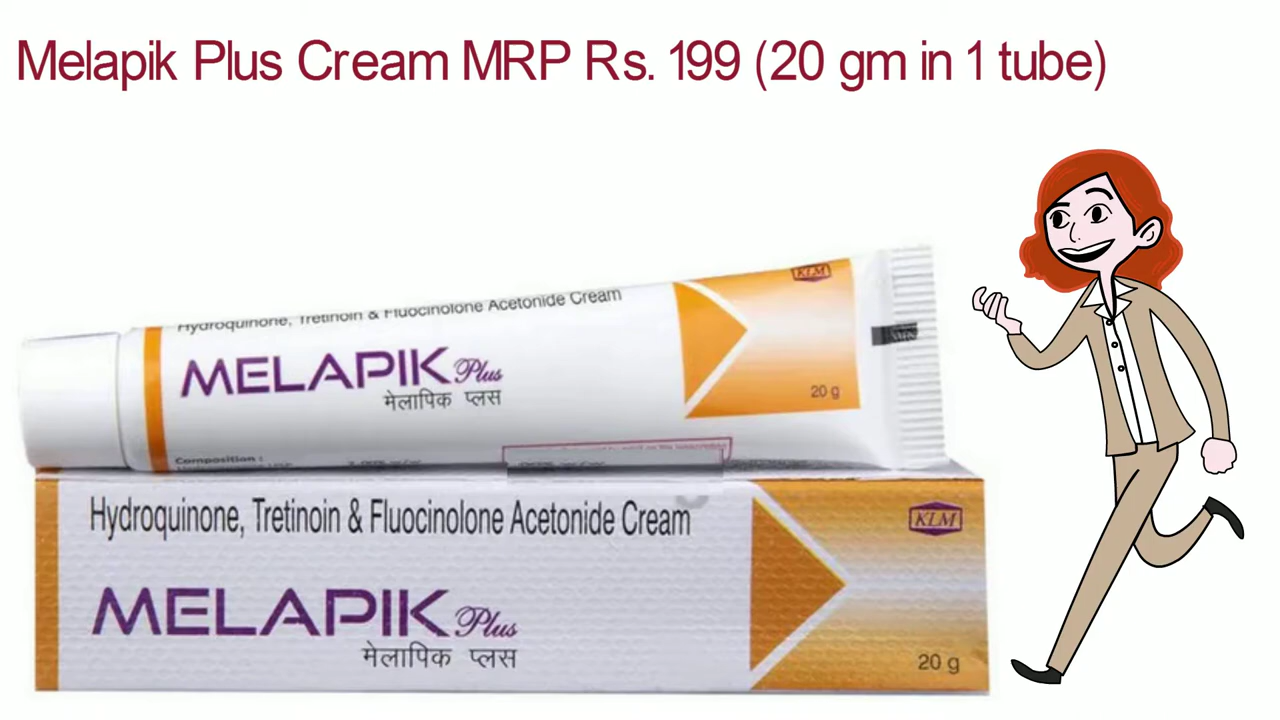 Melapik Plus Cream MRP Rs. 199 (20 gm in 1 tube)
KLM
Hydroquinone, Tretinoin & Fluocinolone Acetonide Cream
MELAPIK Plus
मेलापिक प्लस
20 g
Composition :
Hydroquinone, Tretinoin & Fluocinolone Acetonide Cream
KLM
MELAPIK Plus
मेलापिक प्लस
20 g